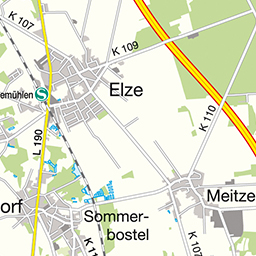 K 107
K 109
Elze
emühlen S
K 110
L 190
Meitze
orf
Sommer-
bostel
K 11
K 107